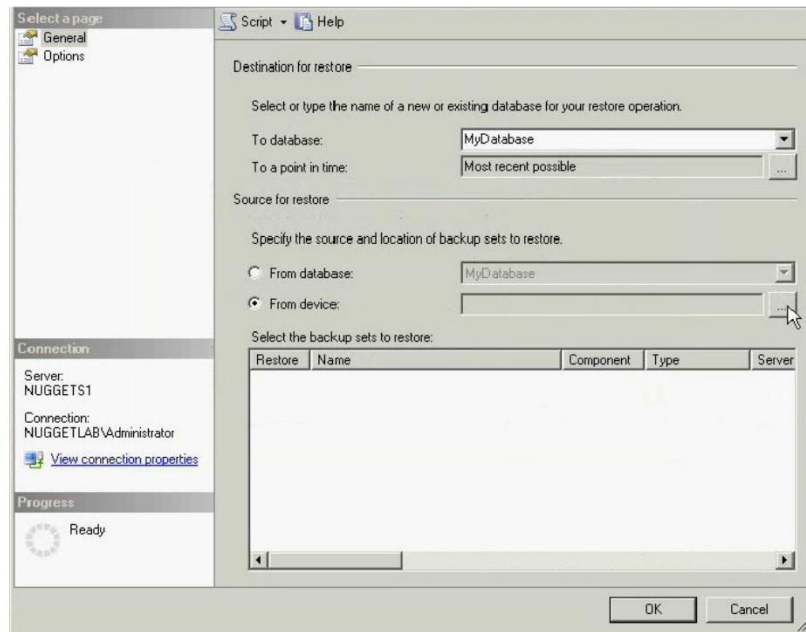 Select a page
General
Options
Script Help
Destination for restore
Select or type the name of a new or existing database for your restore operation.
To database: MyDatabase
To a point in time: Most recent possible ...
Source for restore
Specify the source and location of backup sets to restore.
From database: MyDatabase
From device: ...
Select the backup sets to restore:
Restore Name Component Type Server
Connection
Server:
NUGGETS1
Connection:
NUGGETLAB\Administrator
View connection properties
Progress
Ready
OK Cancel